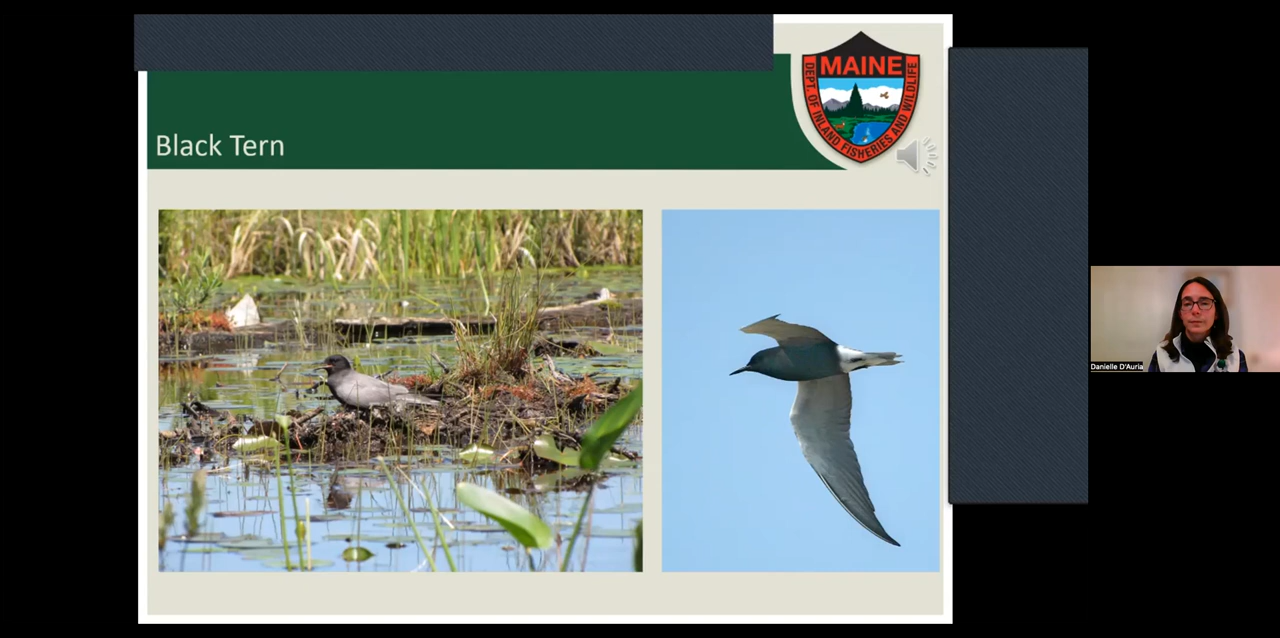 MAINE
DEPT. OF INLAND FISHERIES AND WILDLIFE
Black Tern
Danielle D'Auria